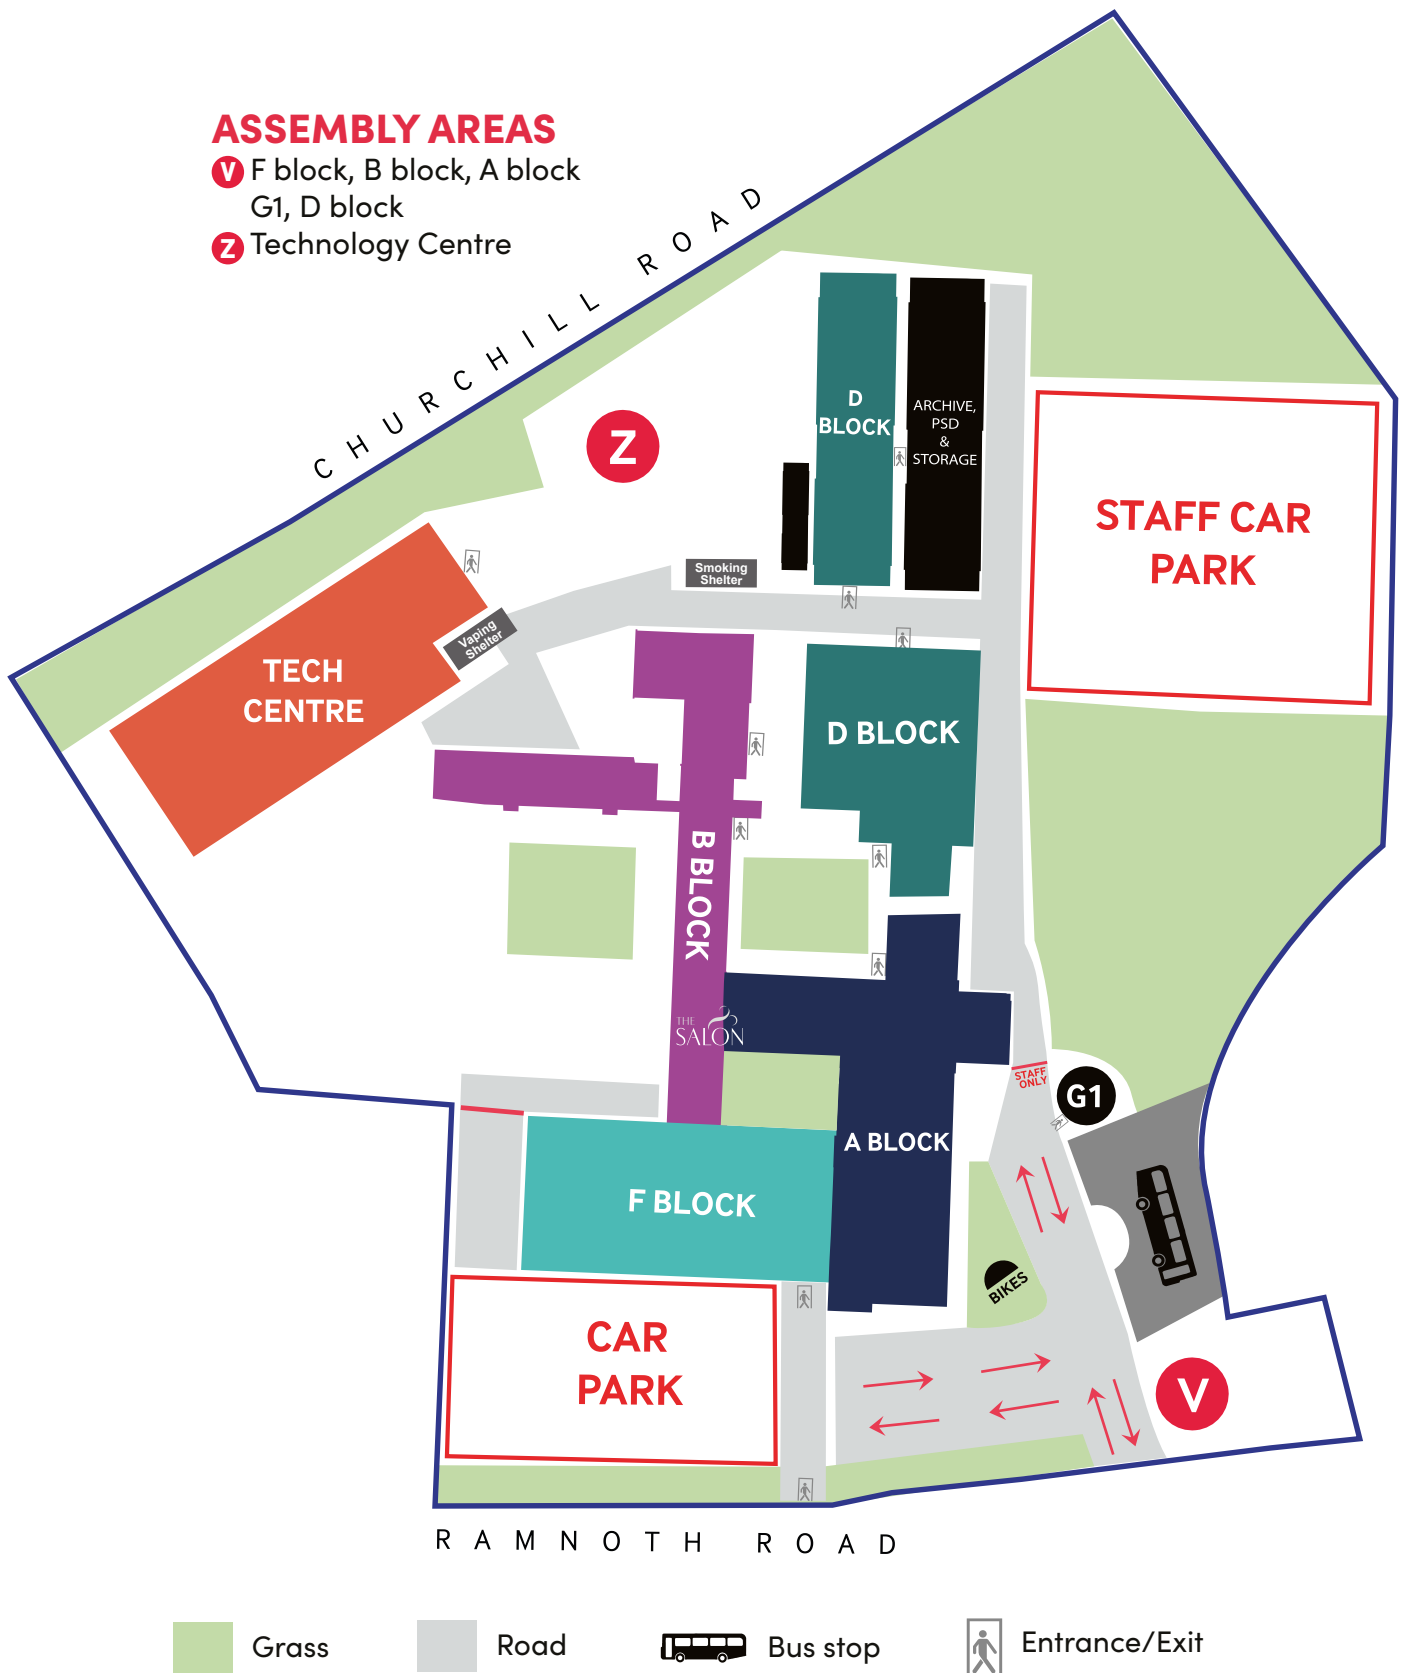 ASSEMBLY AREAS
V F block, B block, A block
G1, D block
Z Technology Centre
CHURCHILL ROAD
Z
D
BLOCK
ARCHIVE,
PSD
&
STORAGE
STAFF CAR
PARK
Smoking
Shelter
Vaping
Shelter
TECH
CENTRE
D BLOCK
B BLOCK
THE
SALON
STAFF
ONLY
G1
A BLOCK
F BLOCK
BIKES
CAR
PARK
V
RAMNOTH ROAD
Grass
Road
Bus stop
Entrance/Exit